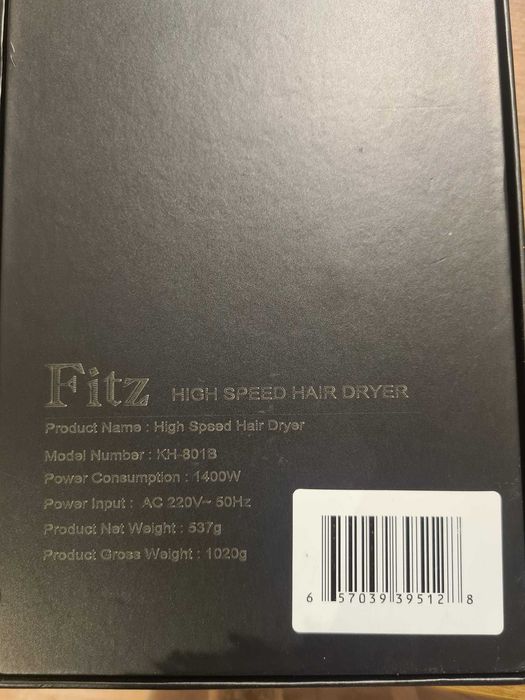 Fitz HIGH SPEED HAIR DRYER
Product Name : High Speed Hair Dryer
Model Number : KH-801B
Power Consumption : 1400W
Power Input : AC 220V~ 50Hz
Product Net Weight : 537g
Product Gross Weight : 1020g
6 57039 39512 8